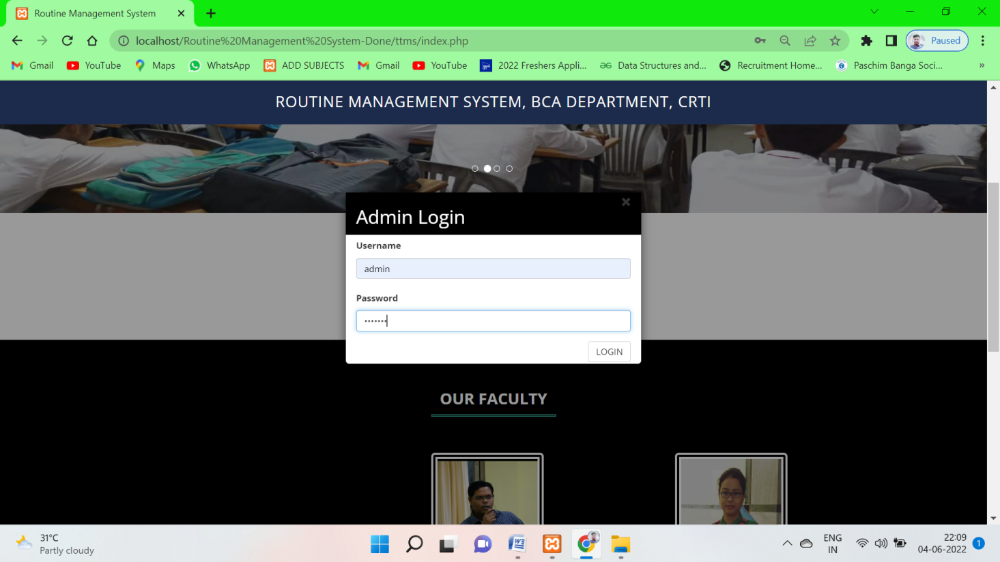 Routine Management System
localhost/Routine%20Management%20System-Done/ttms/index.php
Paused
Gmail YouTube Maps WhatsApp ADD SUBJECTS Gmail YouTube 2022 Freshers Appli... Data Structures and... Recruitment Home... Paschim Banga Soci... »
ROUTINE MANAGEMENT SYSTEM, BCA DEPARTMENT, CRTI
Admin Login
Username
admin
Password
•••••••
LOGIN
OUR FACULTY
31°C
Partly cloudy
ENG
IN
22:09
04-06-2022
1